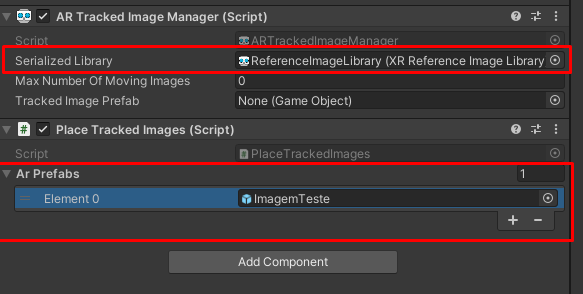 AR Tracked Image Manager (Script)
Script ARTrackedImageManager
Serialized Library ReferenceImageLibrary (XR Reference Image Library
Max Number Of Moving Images 0
Tracked Image Prefab None (Game Object)
Place Tracked Images (Script)
Script PlaceTrackedImages
Ar Prefabs 1
Element 0 ImagemTeste
+ −
Add Component